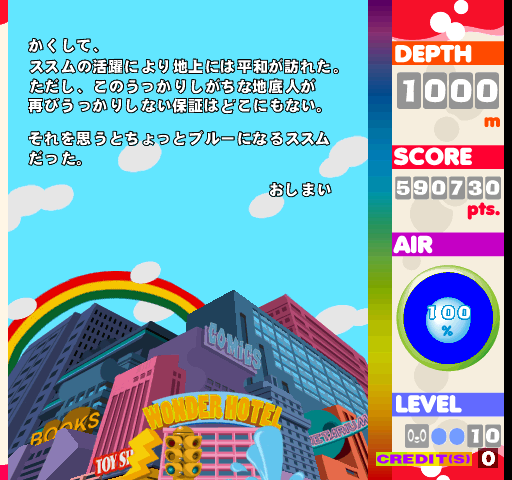 かくして、
ススムの活躍により地上には平和が訪れた。
ただし、このうっかりしがちな地底人が
再びうっかりしない保証はどこにもない。
それを思うとちょっとブルーになるススム
だった。
おしまい
DEPTH
1000
m
SCORE
590730
pts.
AIR
100
%
LEVEL
10
CREDIT(S) 0
COMICS
WONDER HOTEL
BOOKS
TOY